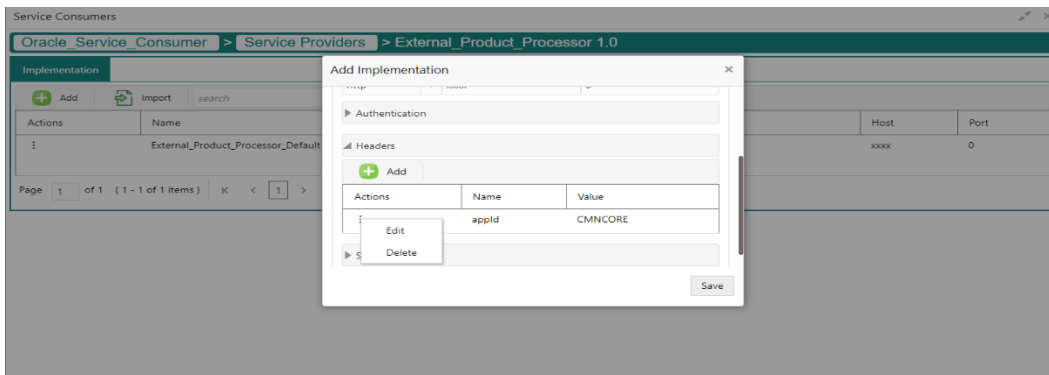 Service Consumers
Oracle_Service_Consumer > Service Providers > External_Product_Processor 1.0
Implementation
Add Import search
Actions Name Host Port
External_Product_Processor_Default xxxx 0
Page 1 of 1 (1 - 1 of 1 items) K < 1 >
Add Implementation ×
Authentication
Headers
Add
Actions Name Value
appId CMNCORE
Edit
Delete
Save